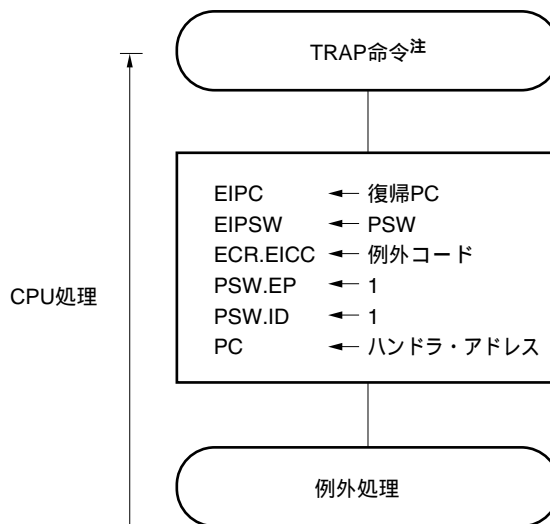 TRAP命令注
EIPC ← 復帰PC
EIPSW ← PSW
ECR.EICC ← 例外コード
PSW.EP ← 1
PSW.ID ← 1
PC ← ハンドラ・アドレス
CPU処理
例外処理